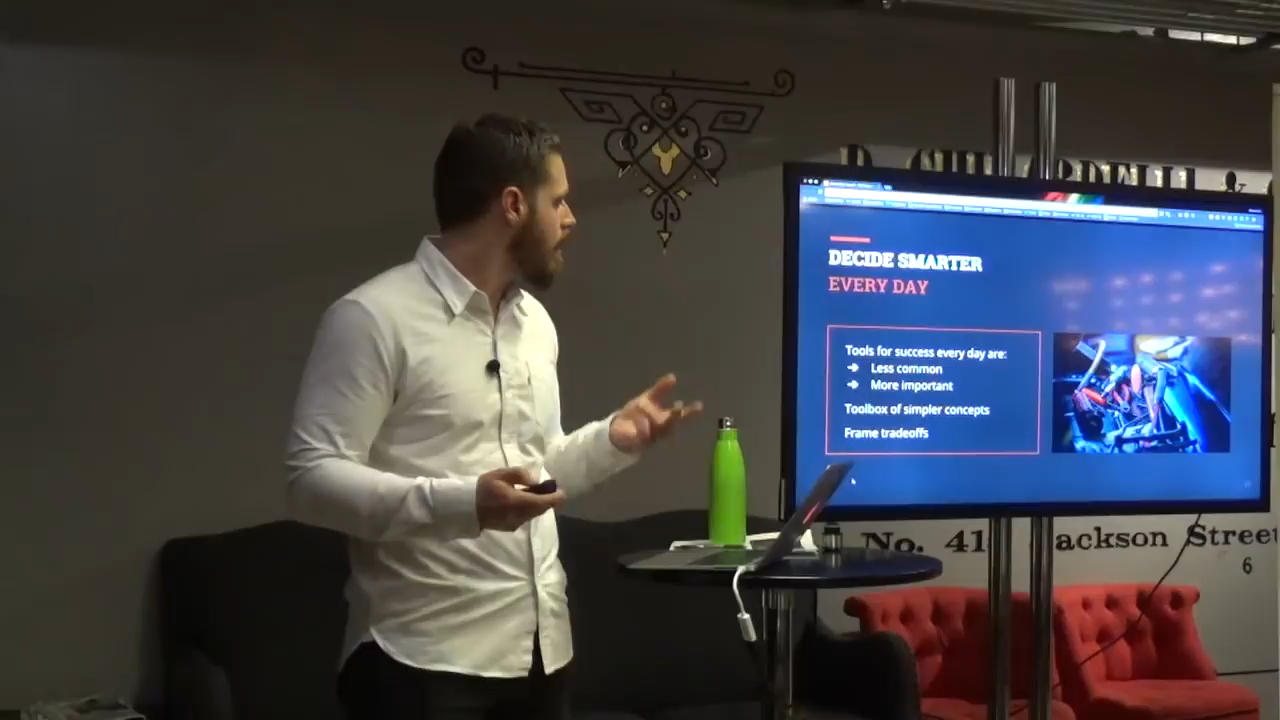 DECIDE SMARTER
EVERY DAY
Tools for success every day are:
Less common
More important
Toolbox of simpler concepts
Frame tradeoffs
No. 41
ackson Street
6